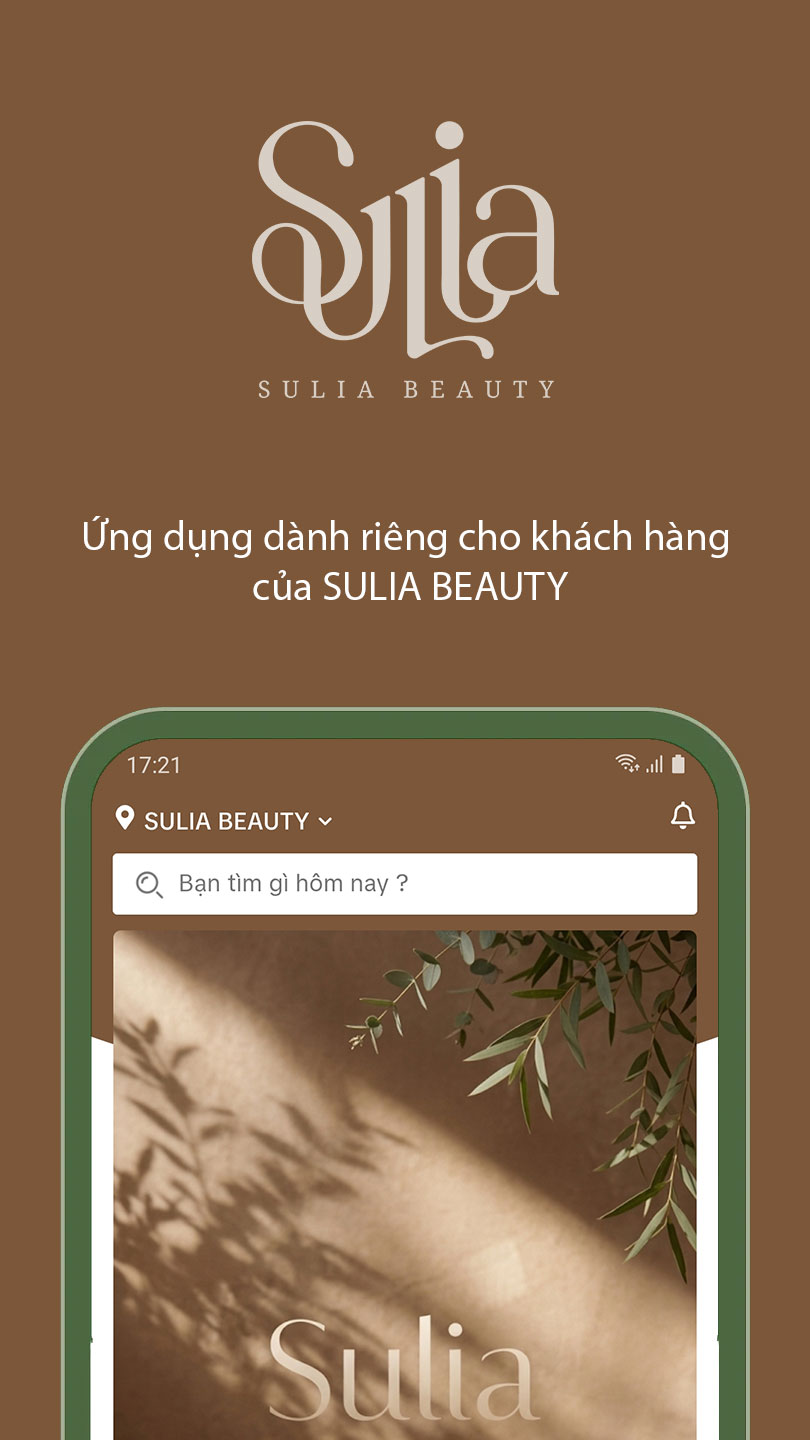 Sulia
SULIA BEAUTY
Ứng dụng dành riêng cho khách hàng
của SULIA BEAUTY
17:21
SULIA BEAUTY
Bạn tìm gì hôm nay ?
Sulia